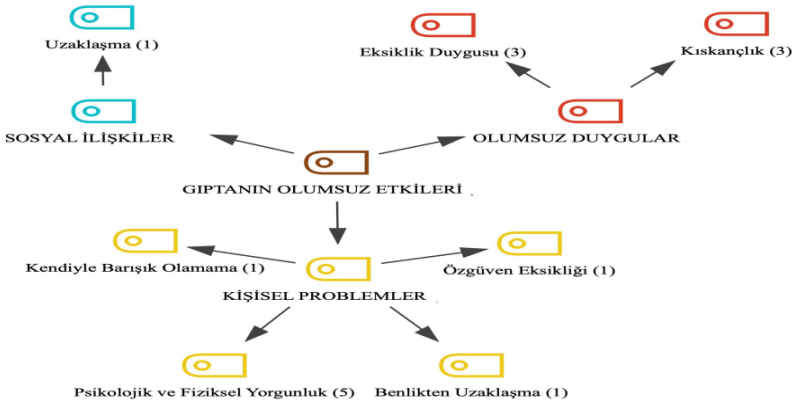 Uzaklaşma (1)
Eksiklik Duygusu (3)
Kıskançlık (3)
SOSYAL İLİŞKİLER
OLUMSUZ DUYGULAR
GIPTANIN OLUMSUZ ETKİLERİ
Kendiyle Barışık Olamama (1)
Özgüven Eksikliği (1)
KİŞİSEL PROBLEMLER
Psikolojik ve Fiziksel Yorgunluk (5)
Benlikten Uzaklaşma (1)